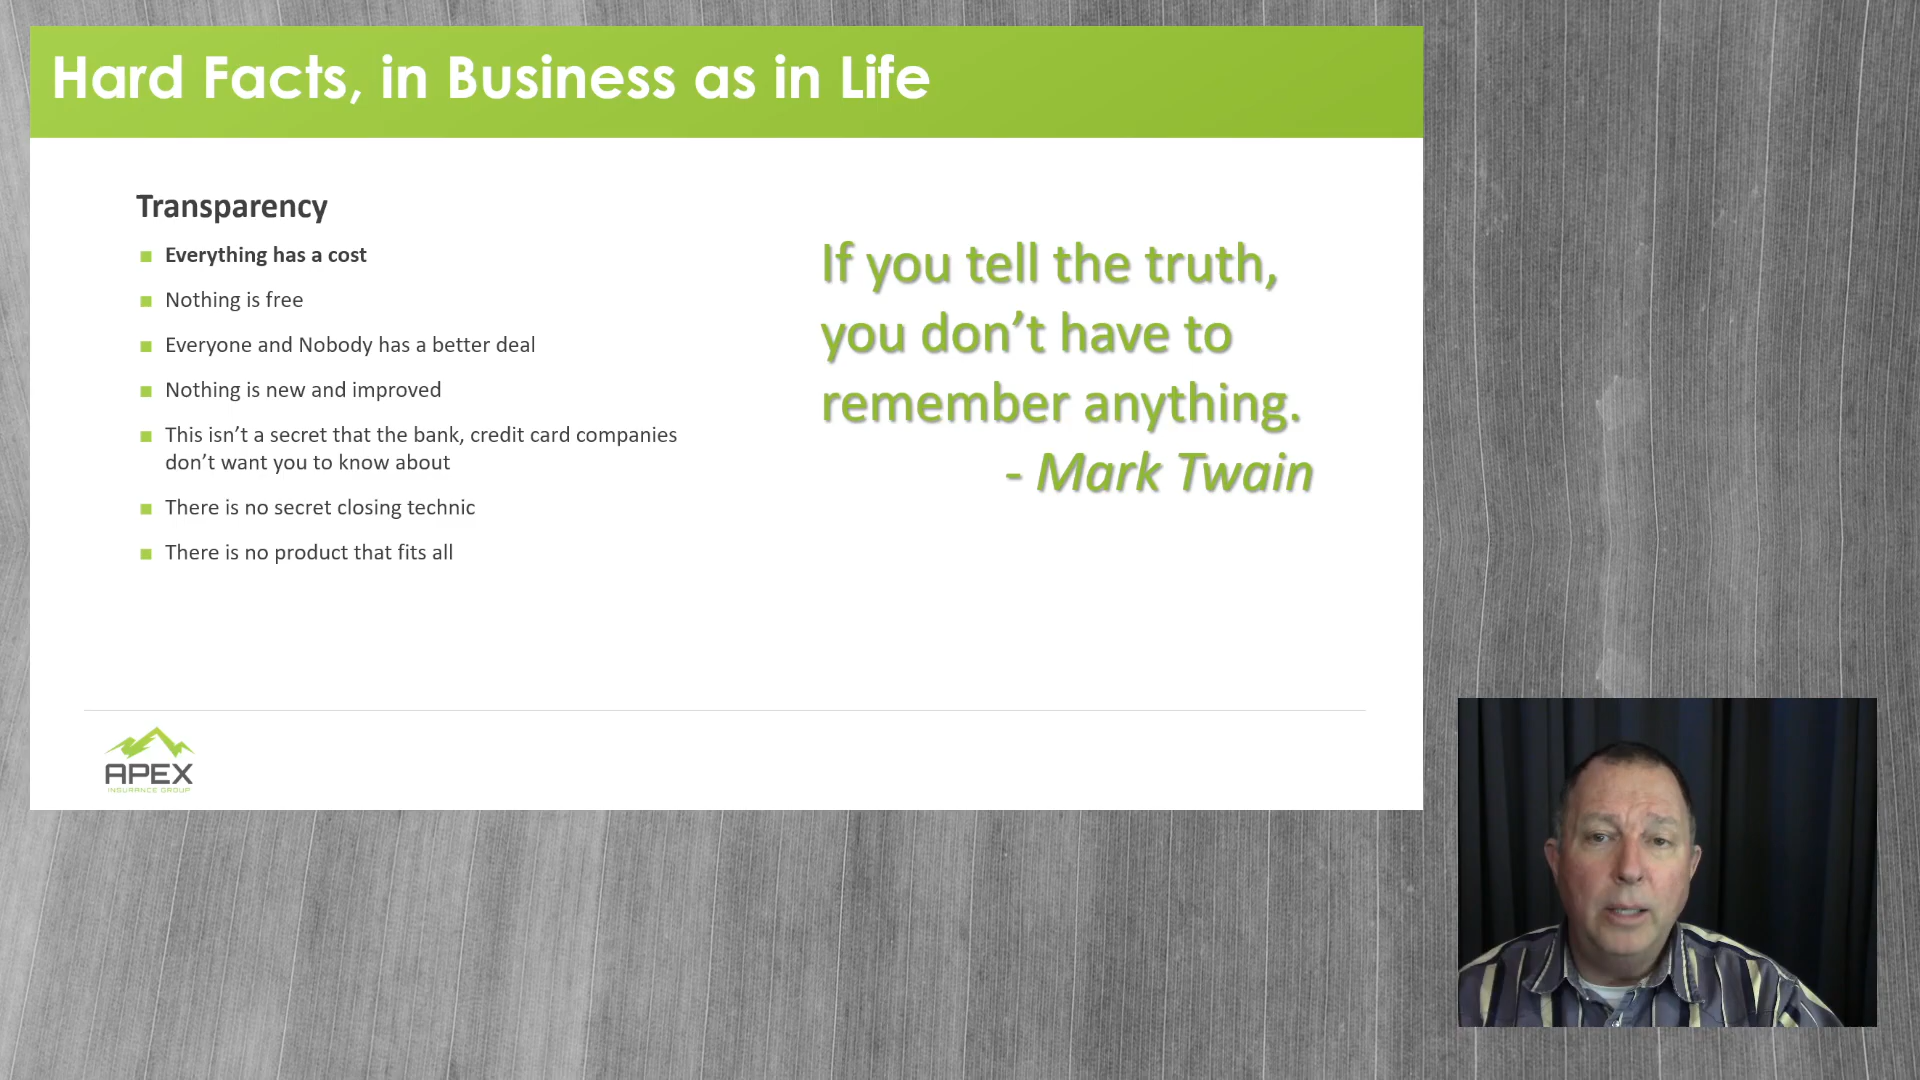 Hard Facts, in Business as in Life
Transparency
Everything has a cost
Nothing is free
Everyone and Nobody has a better deal
Nothing is new and improved
This isn’t a secret that the bank, credit card companies
don’t want you to know about
There is no secret closing technic
There is no product that fits all
If you tell the truth,
you don’t have to
remember anything.
- Mark Twain
APEX
INSURANCE GROUP